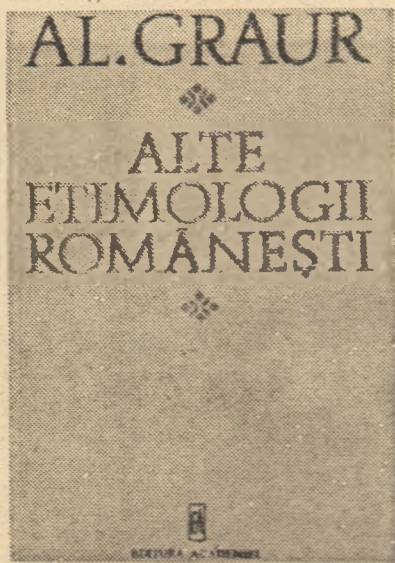 AL. GRAUR
ALTE
ETIMOLOGII
ROMÂNEȘTI
EDITURA ACADEMIEI